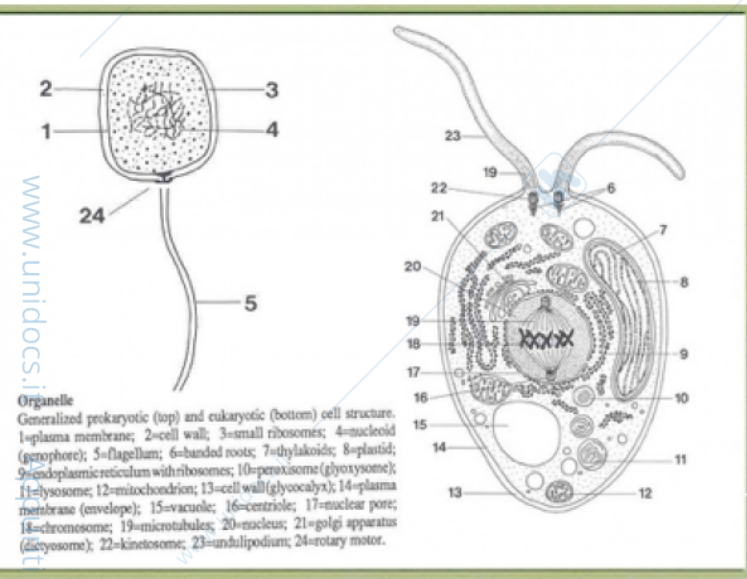 2
3
1
4
24
5
23
19
22
6
21
7
20
8
19
18
9
17
16
10
15
14
11
13
12
Organelle
Generalized prokaryotic (top) and eukaryotic (bottom) cell structure.
1=plasma membrane; 2=cell wall; 3=small ribosomes; 4=nucleoid
(genophore); 5=flagellum; 6=banded roots; 7=thylakoids; 8=plastid;
9=endoplasmic reticulum with ribosomes; 10=peroxisome (glyoxysome);
11=lysosome; 12=mitochondrion; 13=cell wall (glycocalyx); 14=plasma
membrane (envelope); 15=vacuole; 16=centriole; 17=nuclear pore;
18=chromosome; 19=microtubules; 20=nucleus; 21=golgi apparatus
(dictyosome); 22=kinetosome; 23=undulipodium; 24=rotary motor.
www.unidocs.it